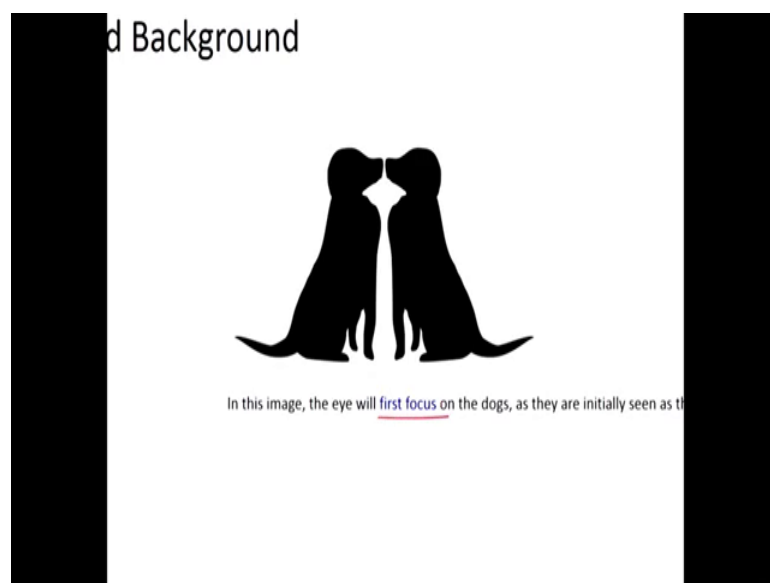 d Background
In this image, the eye will first focus on the dogs, as they are initially seen as th